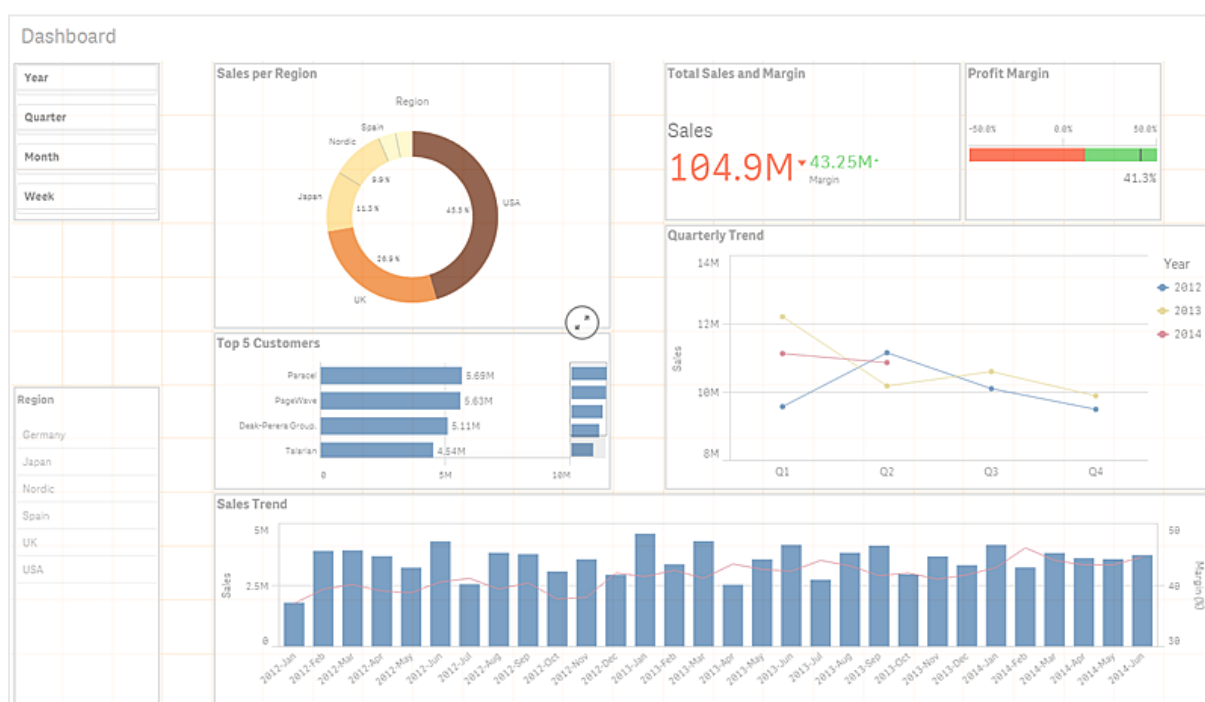 Dashboard
Year
Quarter
Month
Week
Region
Germany
Japan
Nordic
Spain
UK
USA
Sales per Region
Region
Spain
Nordic
Japan
USA
UK
9.9%
11.3%
45.5%
26.9%
Top 5 Customers
Paracel
5.69M
PageWave
5.63M
Desk-Perera Group.
5.11M
Talarian
4.54M
0
5M
10M
Total Sales and Margin
Sales
104.9M
43.25M
Margin
Profit Margin
-50.0%
0.0%
50.0%
41.3%
Quarterly Trend
14M
12M
10M
8M
Sales
Q1
Q2
Q3
Q4
Year
2012
2013
2014
Sales Trend
5M
2.5M
0
Sales
50
40
30
Margin (%)
2012-Jan
2012-Feb
2012-Mar
2012-Apr
2012-May
2012-Jun
2012-Jul
2012-Aug
2012-Sep
2012-Oct
2012-Nov
2012-Dec
2013-Jan
2013-Feb
2013-Mar
2013-Apr
2013-May
2013-Jun
2013-Jul
2013-Aug
2013-Sep
2013-Oct
2013-Nov
2013-Dec
2014-Jan
2014-Feb
2014-Mar
2014-Apr
2014-May
2014-Jun